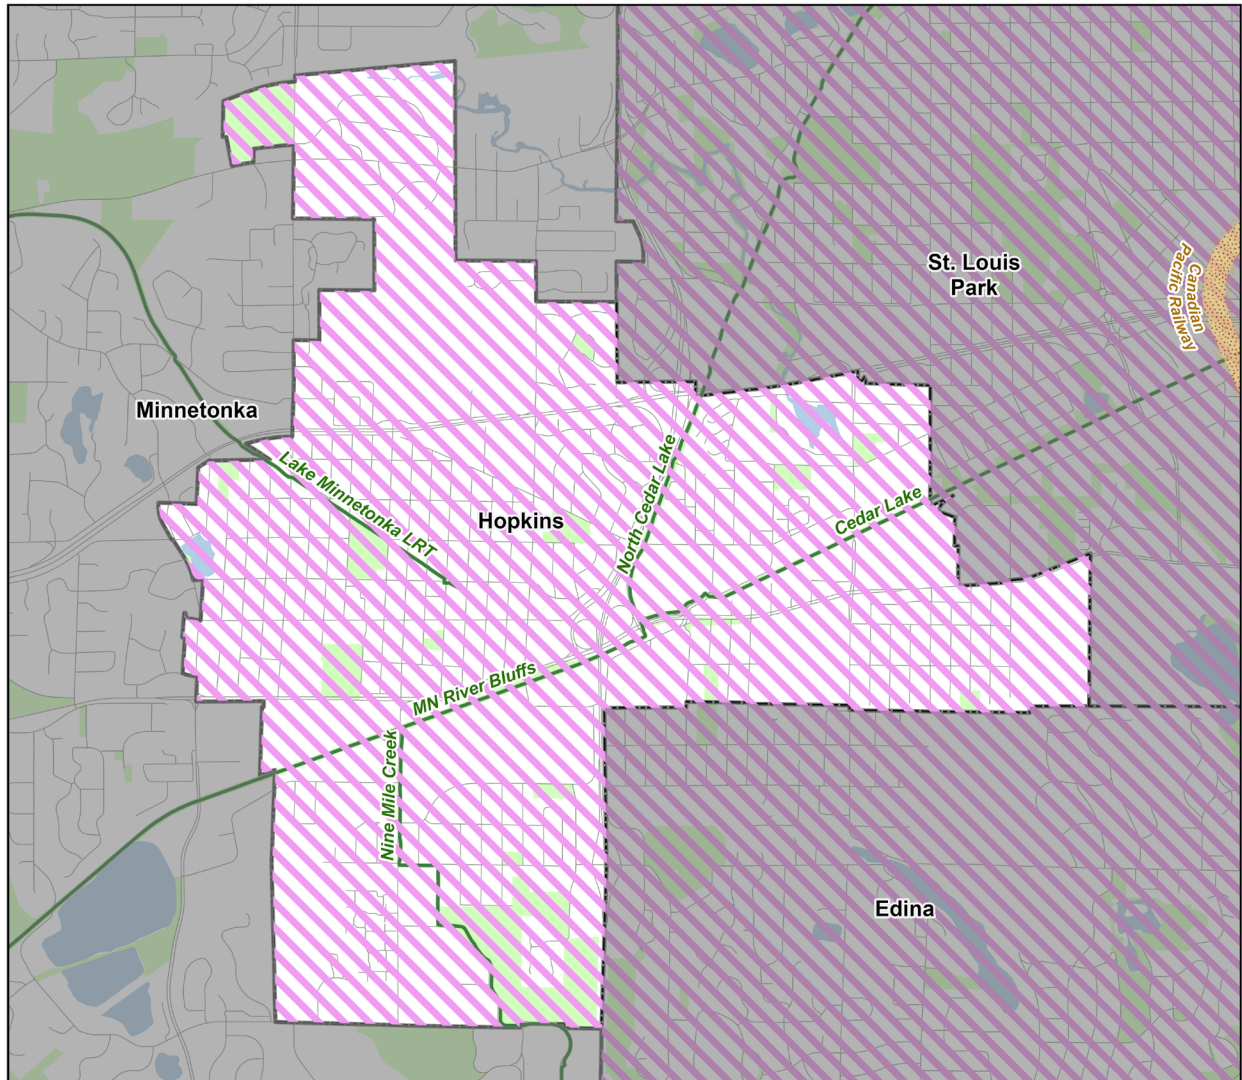 St. Louis
Park
Canadian
Pacific Railway
Minnetonka
Lake Minnetonka LRT
Hopkins
North Cedar Lake
Cedar Lake
MN River Bluffs
Nine Mile Creek
Edina